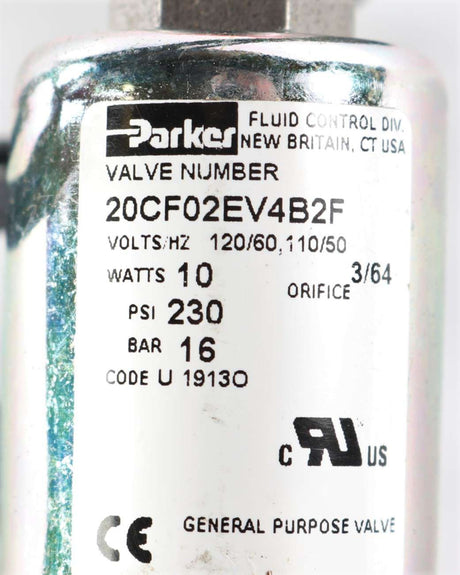 Parker FLUID CONTROL DIV.
NEW BRITAIN, CT USA
VALVE NUMBER
20CF02EV4B2F
VOLTS/HZ 120/60,110/50
WATTS 10 ORIFICE 3/64
PSI 230
BAR 16
CODE U 1913O
C RU US
CE GENERAL PURPOSE VALVE